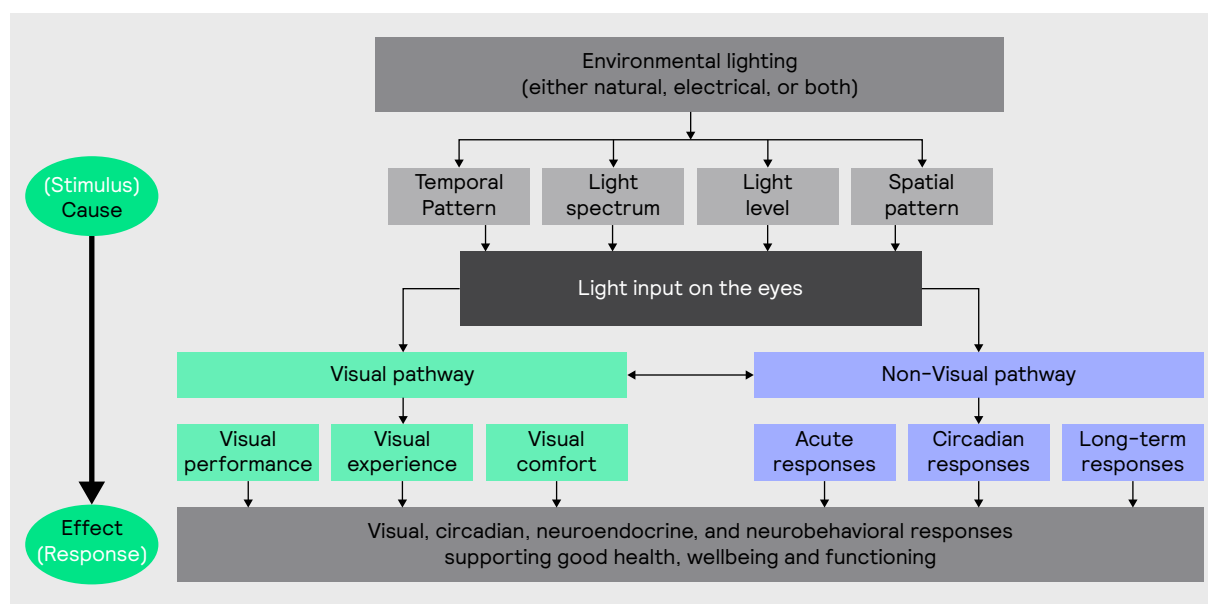 Environmental lighting
(either natural, electrical, or both)
(Stimulus)
Cause
Temporal
Pattern
Light
spectrum
Light
level
Spatial
pattern
Light input on the eyes
Visual pathway
Non-Visual pathway
Visual
performance
Visual
experience
Visual
comfort
Acute
responses
Circadian
responses
Long-term
responses
Effect
(Response)
Visual, circadian, neuroendocrine, and neurobehavioral responses
supporting good health, wellbeing and functioning